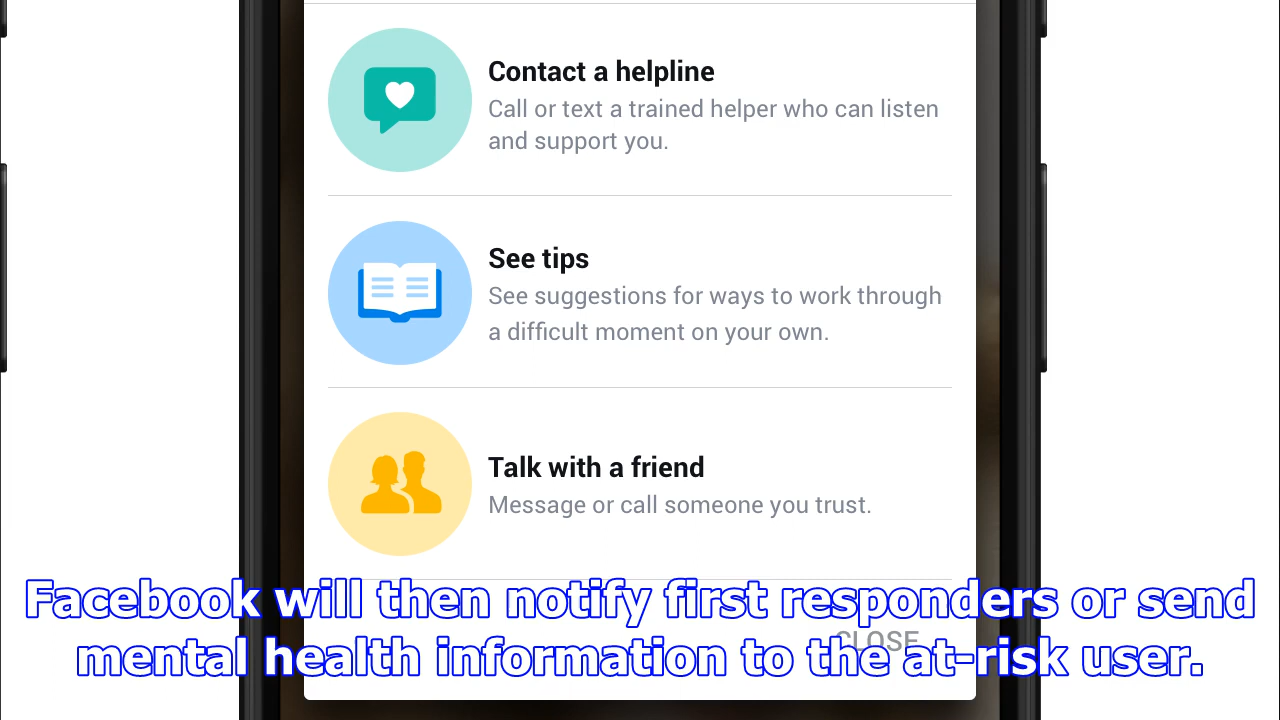 Contact a helpline
Call or text a trained helper who can listen
and support you.
See tips
See suggestions for ways to work through
a difficult moment on your own.
Talk with a friend
Message or call someone you trust.
CLOSE
Facebook will then notify first responders or send
mental health information to the at-risk user.